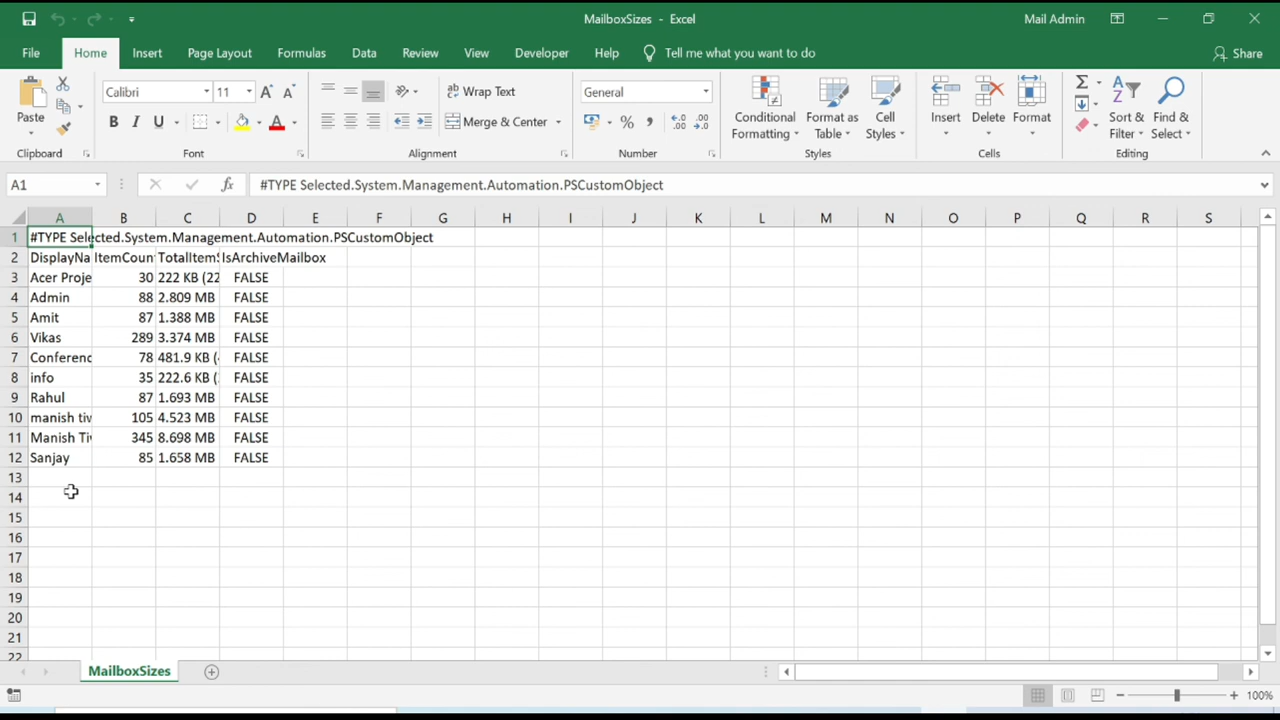 MailboxSizes - Excel
Mail Admin
File Home Insert Page Layout Formulas Data Review View Developer Help Tell me what you want to do Share
Paste
Calibri 11
B I U
Wrap Text
Merge & Center
General
Conditional Formatting
Format as Table
Cell Styles
Insert
Delete
Format
Sort & Filter
Find & Select
Clipboard Font Alignment Number Styles Cells Editing
A1 fx #TYPE Selected.System.Management.Automation.PSCustomObject
A B C D E F G H I J K L M N O P Q R S
1 #TYPE Selected.System.Management.Automation.PSCustomObject
2 DisplayNa ItemCoun TotalItemS IsArchiveMailbox
3 Acer Proje 30 222 KB (22 FALSE
4 Admin 88 2.809 MB FALSE
5 Amit 87 1.388 MB FALSE
6 Vikas 289 3.374 MB FALSE
7 Conferenc 78 481.9 KB ( FALSE
8 info 35 222.6 KB ( FALSE
9 Rahul 87 1.693 MB FALSE
10 manish tiv 105 4.523 MB FALSE
11 Manish Ti 345 8.698 MB FALSE
12 Sanjay 85 1.658 MB FALSE
13
14
15
16
17
18
19
20
21
22
MailboxSizes
100%